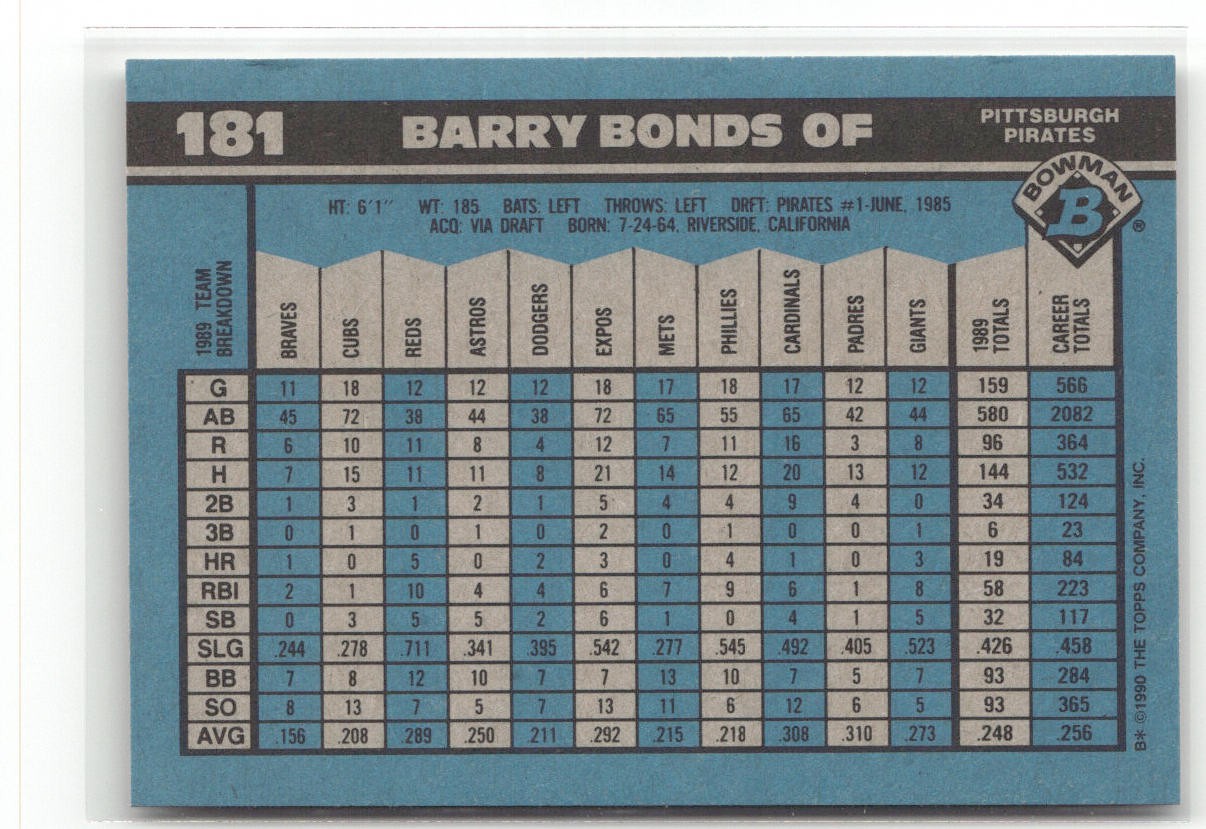 181 BARRY BONDS OF PITTSBURGH
PIRATES
BOWMAN
B ®
HT: 6'1" WT: 185 BATS: LEFT THROWS: LEFT DRFT: PIRATES #1-JUNE, 1985
ACQ: VIA DRAFT BORN: 7-24-64, RIVERSIDE, CALIFORNIA
1989 TEAM BREAKDOWN BRAVES CUBS REDS ASTROS DODGERS EXPOS METS PHILLIES CARDINALS PADRES GIANTS 1989 TOTALS CAREER TOTALS
G 11 18 12 12 12 18 17 18 17 12 12 159 566
AB 45 72 38 44 38 72 65 55 65 42 44 580 2082
R 6 10 11 8 4 12 7 11 16 3 8 96 364
H 7 15 11 11 8 21 14 12 20 13 12 144 532
2B 1 3 1 2 1 5 4 4 9 4 0 34 124
3B 0 1 0 1 0 2 0 1 0 0 1 6 23
HR 1 0 5 0 2 3 0 4 1 0 3 19 84
RBI 2 1 10 4 4 6 7 9 6 1 8 58 223
SB 0 3 5 5 2 6 1 0 4 1 5 32 117
SLG .244 .278 .711 .341 .395 .542 .277 .545 .492 .405 .523 .426 .458
BB 7 8 12 10 7 7 13 10 7 5 7 93 284
SO 8 13 7 5 7 13 11 6 12 6 5 93 365
AVG .156 .208 .289 .250 .211 .292 .215 .218 .308 .310 .273 .248 .256
B* ©1990 THE TOPPS COMPANY, INC.